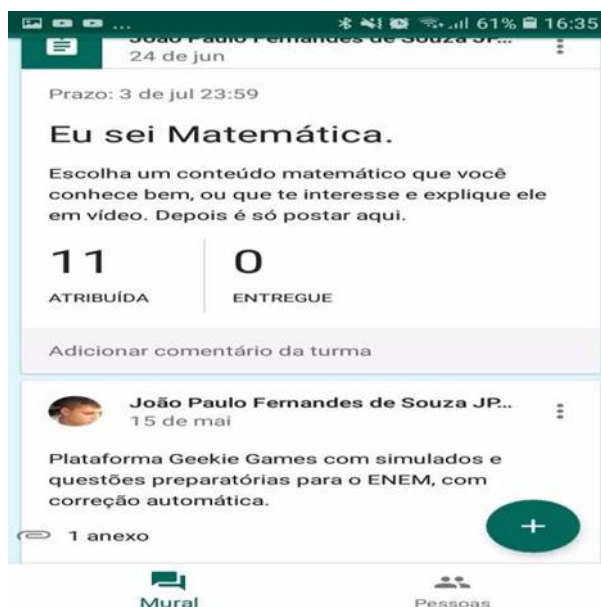 61% 16:35
João Paulo Fernandes de Souza JP...
24 de jun
Prazo: 3 de jul 23:59
Eu sei Matemática.
Escolha um conteúdo matemático que você
conhece bem, ou que te interesse e explique ele
em vídeo. Depois é só postar aqui.
11 0
ATRIBUÍDA ENTREGUE
Adicionar comentário da turma
João Paulo Fernandes de Souza JP...
15 de mai
Plataforma Geekie Games com simulados e
questões preparatórias para o ENEM, com
correção automática.
1 anexo
+
Mural Pessoas